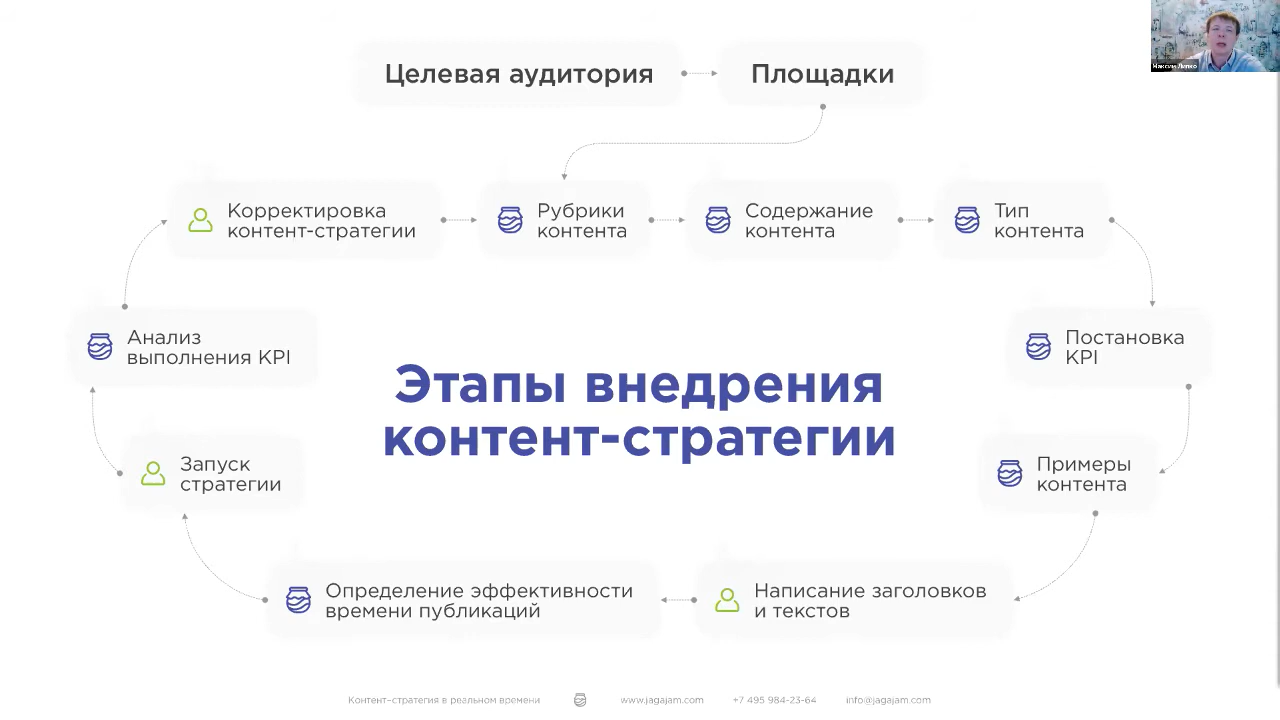 Целевая аудитория
Площадки
Максим Липко
Корректировка
контент-стратегии
Рубрики
контента
Содержание
контента
Тип
контента
Анализ
выполнения KPI
Постановка
KPI
Этапы внедрения
контент-стратегии
Запуск
стратегии
Примеры
контента
Определение эффективности
времени публикаций
Написание заголовков
и текстов
Контент-стратегия в реальном времени
www.jagajam.com
+7 495 984-23-64
info@jagajam.com